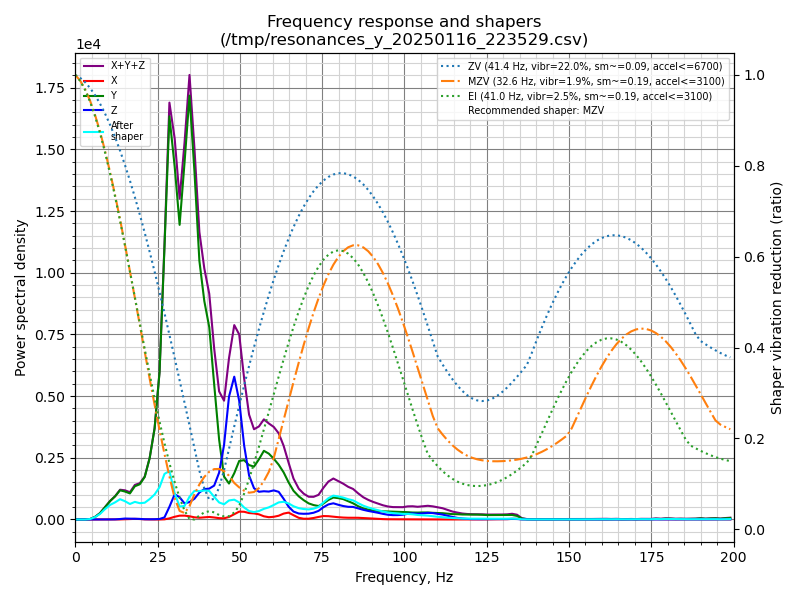 Frequency response and shapers
(/tmp/resonances_y_20250116_223529.csv)
1e4
X+Y+Z
X
Y
Z
After
shaper
ZV (41.4 Hz, vibr=22.0%, sm~=0.09, accel<=6700)
MZV (32.6 Hz, vibr=1.9%, sm~=0.19, accel<=3100)
EI (41.0 Hz, vibr=2.5%, sm~=0.19, accel<=3100)
Recommended shaper: MZV
Power spectral density
1.75
1.50
1.25
1.00
0.75
0.50
0.25
0.00
1.0
0.8
0.6
0.4
0.2
0.0
Shaper vibration reduction (ratio)
0 25 50 75 100 125 150 175 200
Frequency, Hz